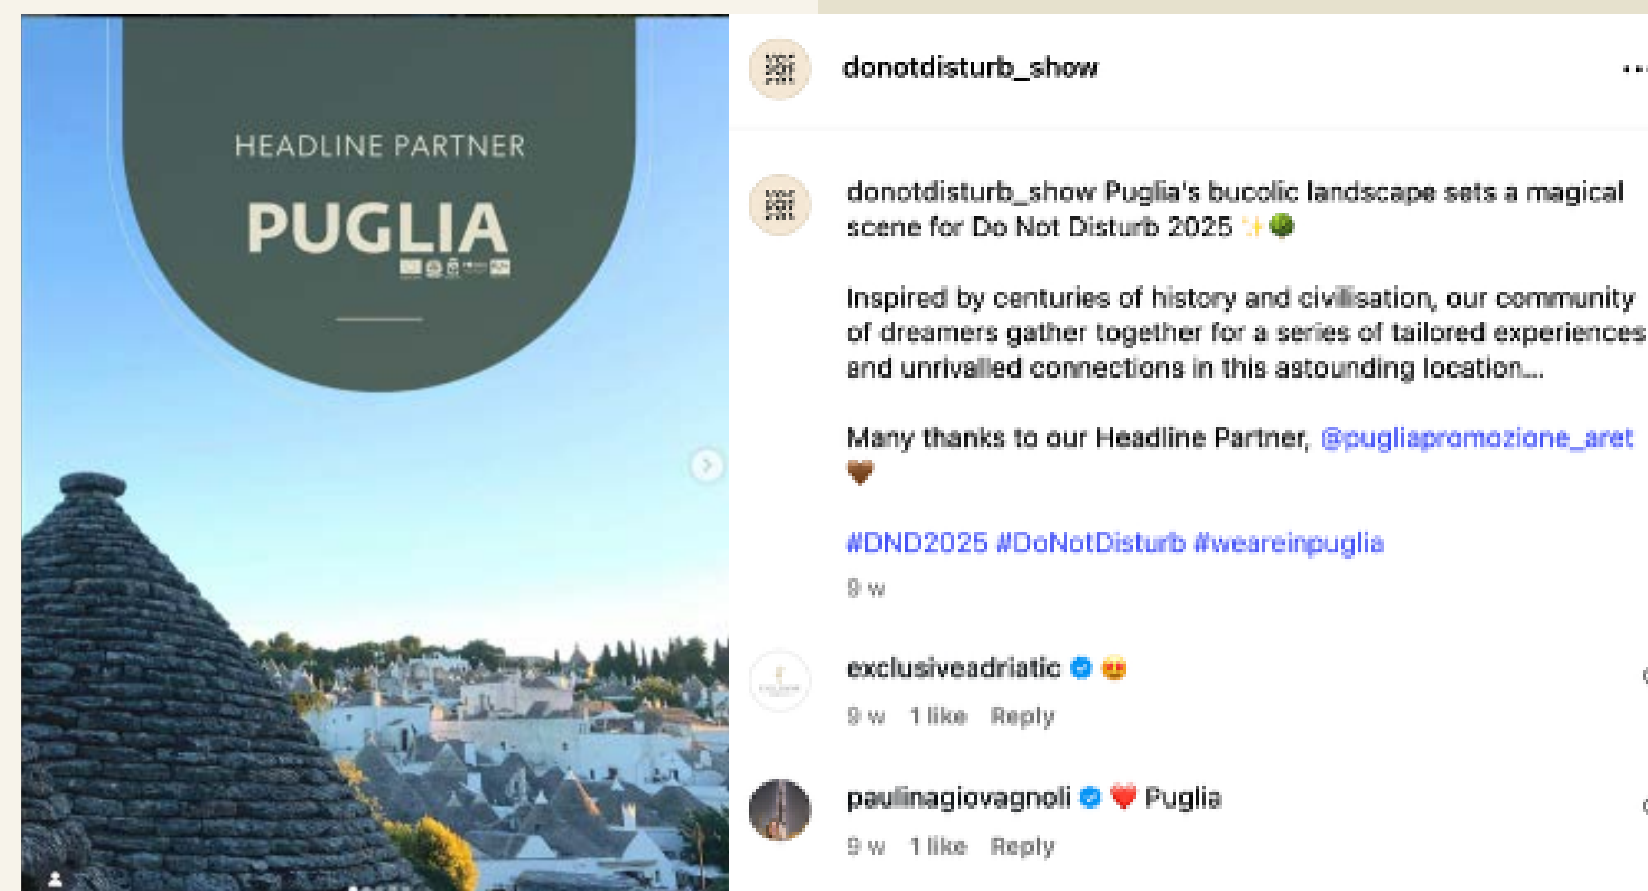 HEADLINE PARTNER
PUGLIA
donotdisturb_show
donotdisturb_show Puglia's bucolic landscape sets a magical
scene for Do Not Disturb 2025 ✨🌳
Inspired by centuries of history and civilisation, our community
of dreamers gather together for a series of tailored experiences
and unrivalled connections in this astounding location...
Many thanks to our Headline Partner, @pugliapromozione_aret
🤎
#DND2025 #DoNotDisturb #weareinpuglia
9 w
exclusiveadriatic 😍
9 w 1 like Reply
paulinagiovagnoli ❤️ Puglia
9 w 1 like Reply